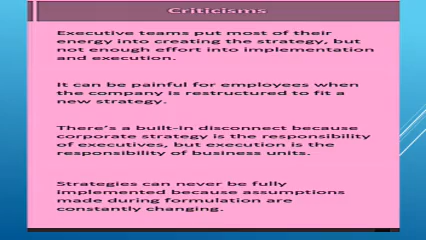 Criticisms
Executive teams put most of their
energy into creating the strategy, but
not enough effort into implementation
and execution.
It can be painful for employees when
the company is restructured to fit a
new strategy.
There's a built-in disconnect because
corporate strategy is the responsibility
of executives, but execution is the
responsibility of business units.
Strategies can never be fully
implemented because assumptions
made during formulation are
constantly changing.